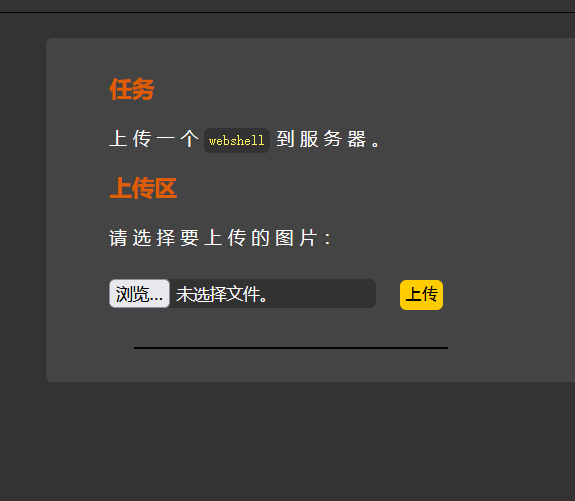 任务
上传一个 webshell 到服务器。
上传区
请选择要上传的图片：
浏览... 未选择文件。 上传